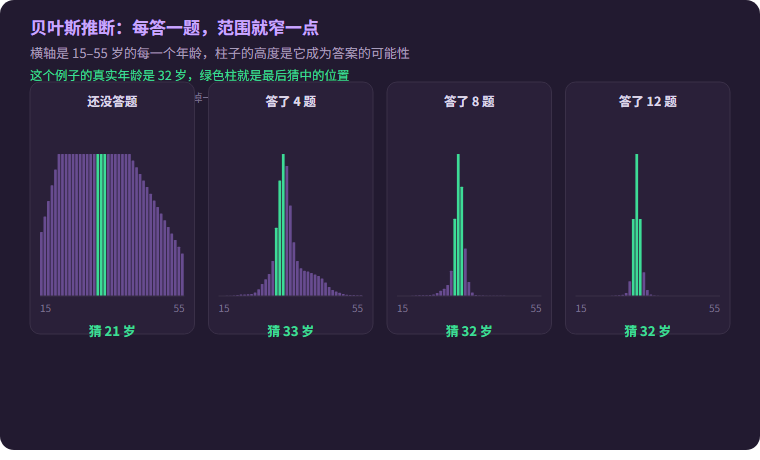 贝叶斯推断：每答一题，范围就窄一点
横轴是 15–55 岁的每一个年龄，柱子的高度是它成为答案的可能性
这个例子的真实年龄是 32 岁，绿色柱就是最后猜中的位置
还没答题
答了 4 题
答了 8 题
答了 12 题
15 55
15 55
15 55
15 55
猜 21 岁
猜 33 岁
猜 32 岁
猜 32 岁